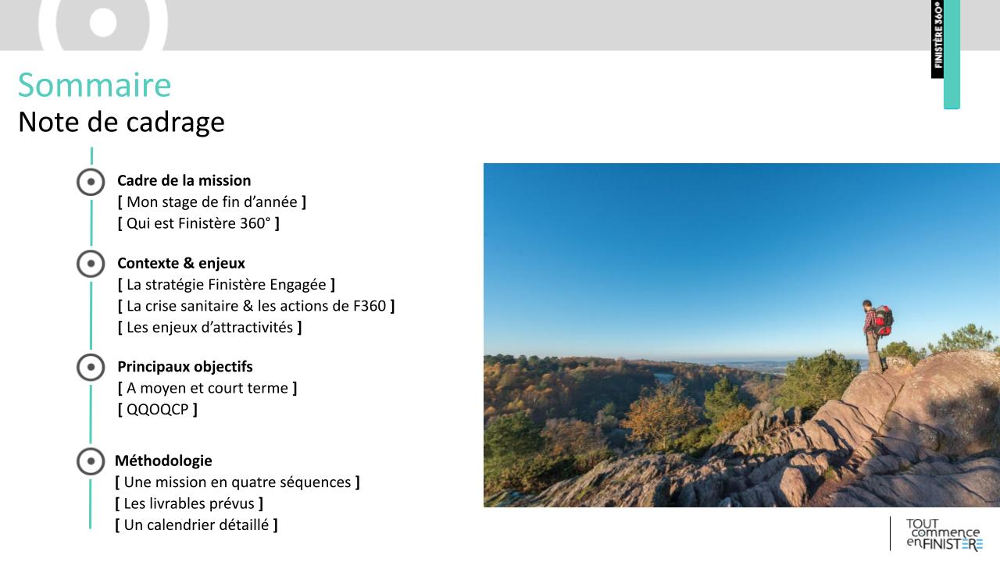 FINISTÈRE 360°
Sommaire
Note de cadrage
Cadre de la mission
[ Mon stage de fin d’année ]
[ Qui est Finistère 360° ]
Contexte & enjeux
[ La stratégie Finistère Engagée ]
[ La crise sanitaire & les actions de F360 ]
[ Les enjeux d’attractivités ]
Principaux objectifs
[ A moyen et court terme ]
[ QQOQCP ]
Méthodologie
[ Une mission en quatre séquences ]
[ Les livrables prévus ]
[ Un calendrier détaillé ]
TOUT
commence
en FINISTÈRE